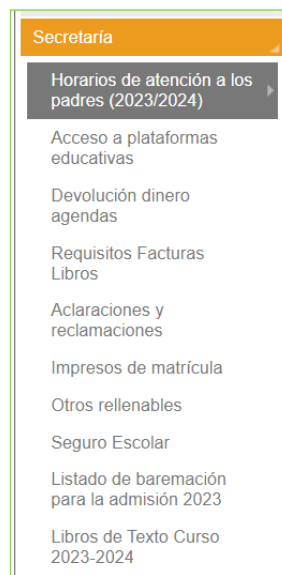 Secretaría
Horarios de atención a los
padres (2023/2024)
Acceso a plataformas
educativas
Devolución dinero
agendas
Requisitos Facturas
Libros
Aclaraciones y
reclamaciones
Impresos de matrícula
Otros rellenables
Seguro Escolar
Listado de baremación
para la admisión 2023
Libros de Texto Curso
2023-2024